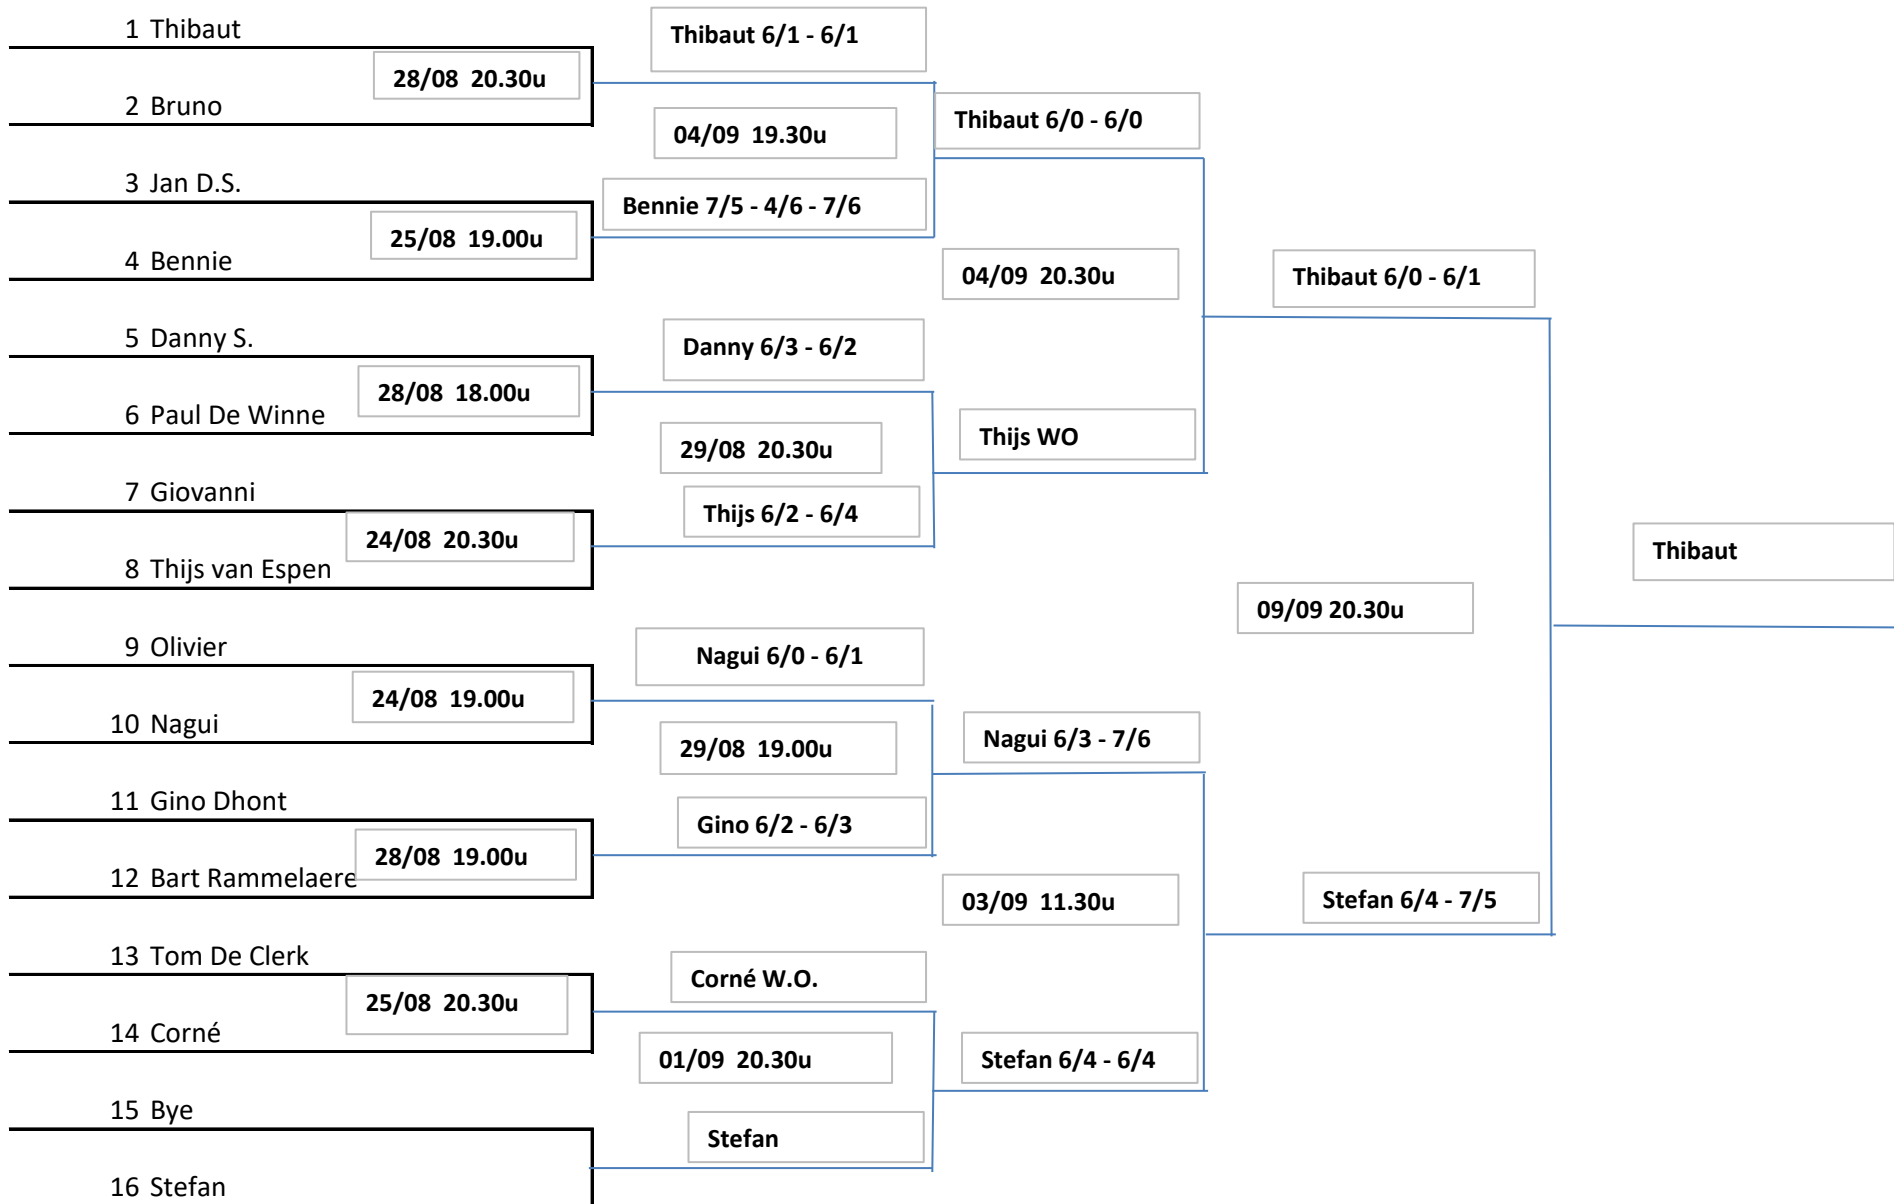 1 Thibaut
Thibaut 6/1 - 6/1
28/08  20.30u
2 Bruno
Thibaut 6/0 - 6/0
04/09  19.30u
3 Jan D.S.
Bennie 7/5 - 4/6 - 7/6
25/08  19.00u
4 Bennie
04/09  20.30u
Thibaut 6/0 - 6/1
5 Danny S.
Danny 6/3 - 6/2
28/08  18.00u
6 Paul De Winne
Thijs WO
29/08  20.30u
7 Giovanni
Thijs 6/2 - 6/4
24/08  20.30u
8 Thijs van Espen
Thibaut
09/09 20.30u
9 Olivier
Nagui 6/0 - 6/1
24/08  19.00u
10 Nagui
Nagui 6/3 - 7/6
29/08  19.00u
11 Gino Dhont
Gino 6/2 - 6/3
28/08  19.00u
12 Bart Rammelaere
03/09  11.30u
Stefan 6/4 - 7/5
13 Tom De Clerk
Corné W.O.
25/08  20.30u
14 Corné
01/09  20.30u
Stefan 6/4 - 6/4
15 Bye
Stefan
16 Stefan